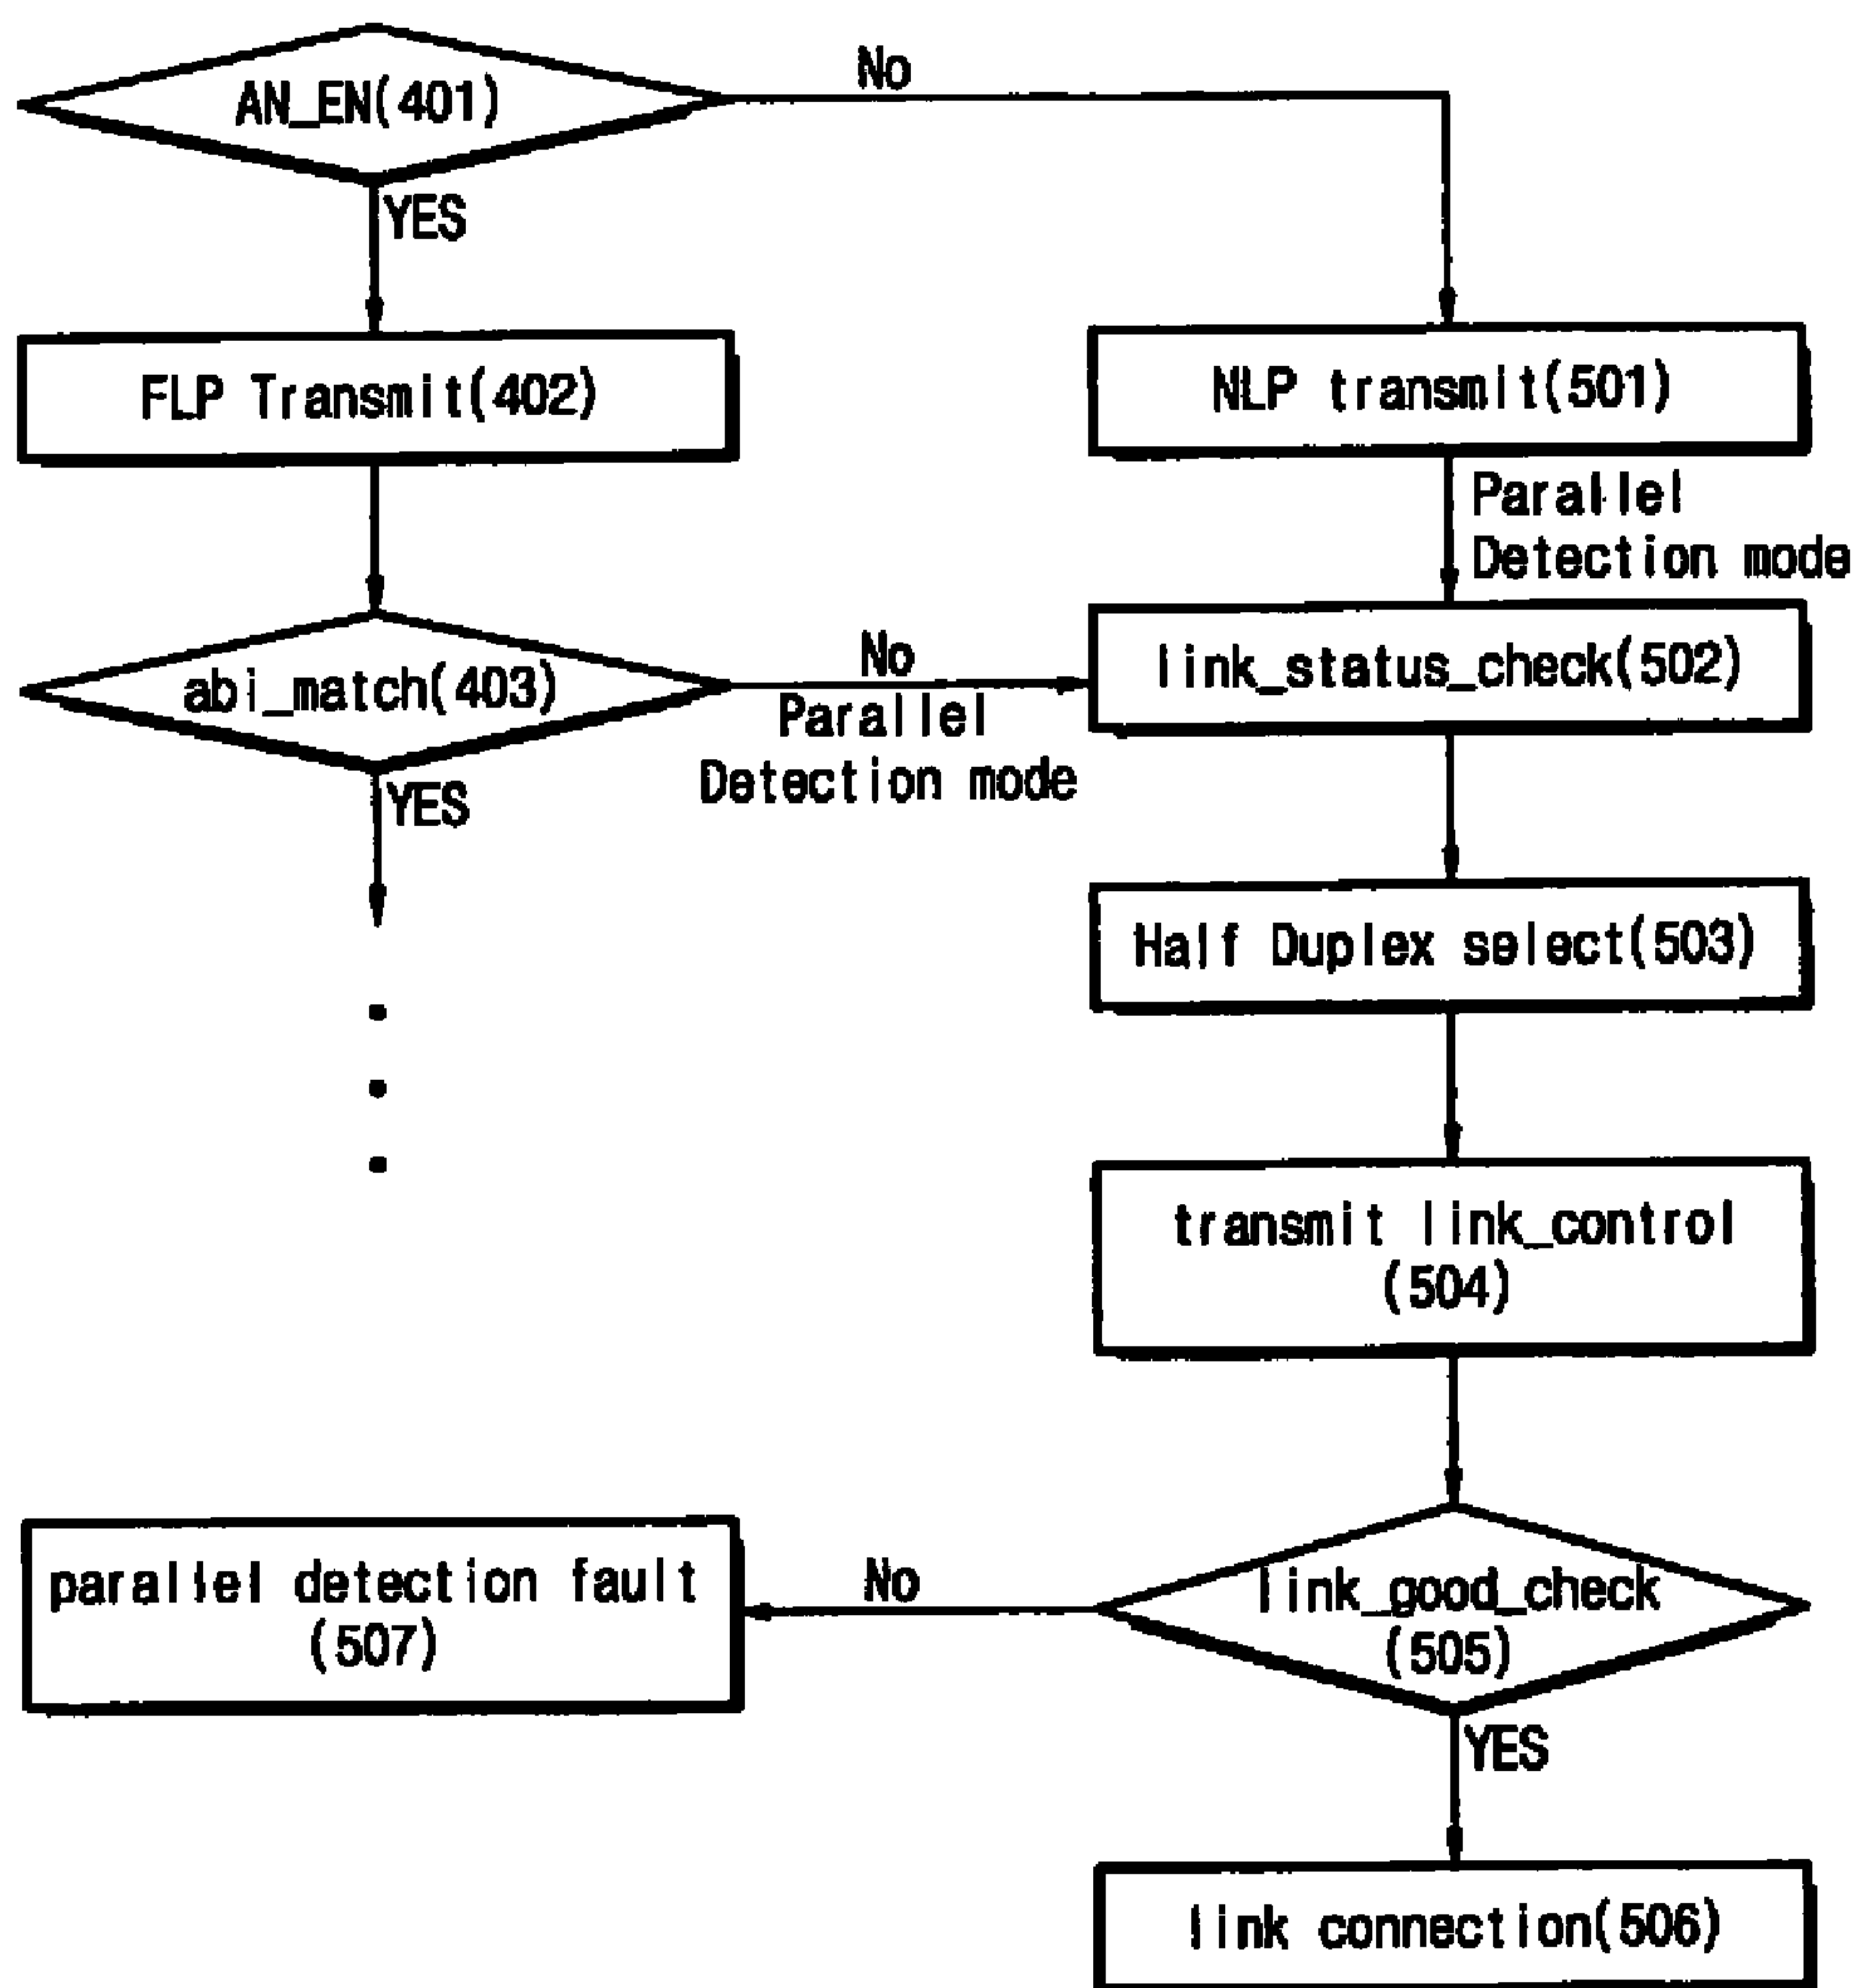 AN_EN(401)
No
YES
FLP Transmit(402)
NLP transmit(501)
Parallel
Detection mode
abi_match(403)
No
Parallel
Detection mode
link_status_check(502)
YES
Half Duplex select(503)
transmit link_control
(504)
parallel detection fault
(507)
No
link_good_check
(505)
YES
link connection(506)